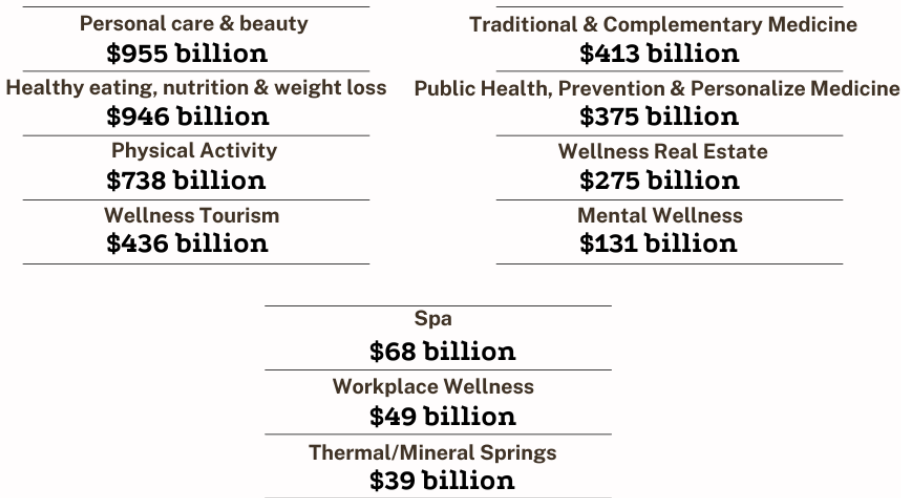 Personal care & beauty
$955 billion
Healthy eating, nutrition & weight loss
$946 billion
Physical Activity
$738 billion
Wellness Tourism
$436 billion
Traditional & Complementary Medicine
$413 billion
Public Health, Prevention & Personalize Medicine
$375 billion
Wellness Real Estate
$275 billion
Mental Wellness
$131 billion
Spa
$68 billion
Workplace Wellness
$49 billion
Thermal/Mineral Springs
$39 billion